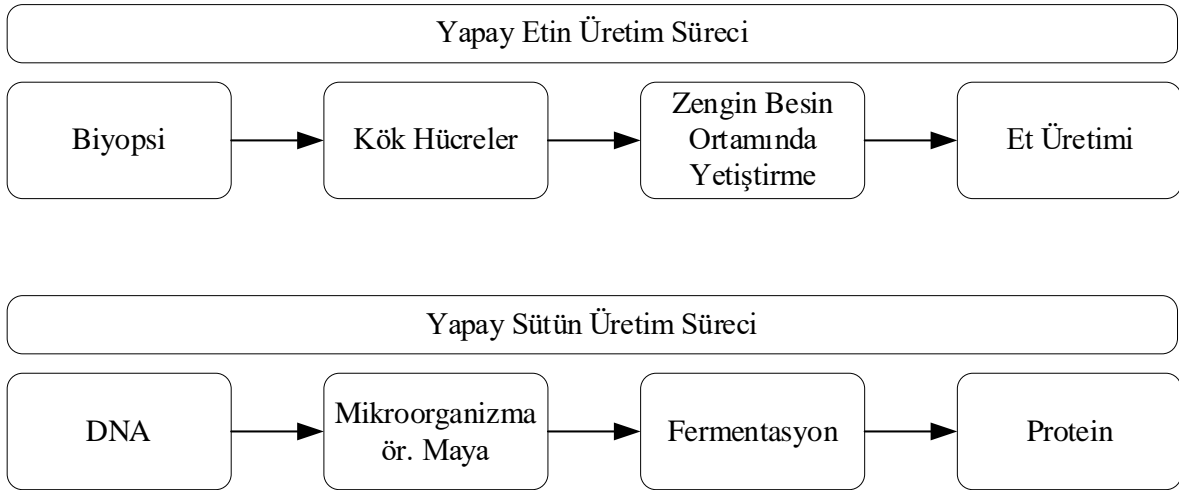 Yapay Etin Üretim Süreci
Biyopsi
Kök Hücreler
Zengin Besin
Ortamında
Yetiştirme
Et Üretimi
Yapay Sütün Üretim Süreci
DNA
Mikroorganizma
ör. Maya
Fermentasyon
Protein